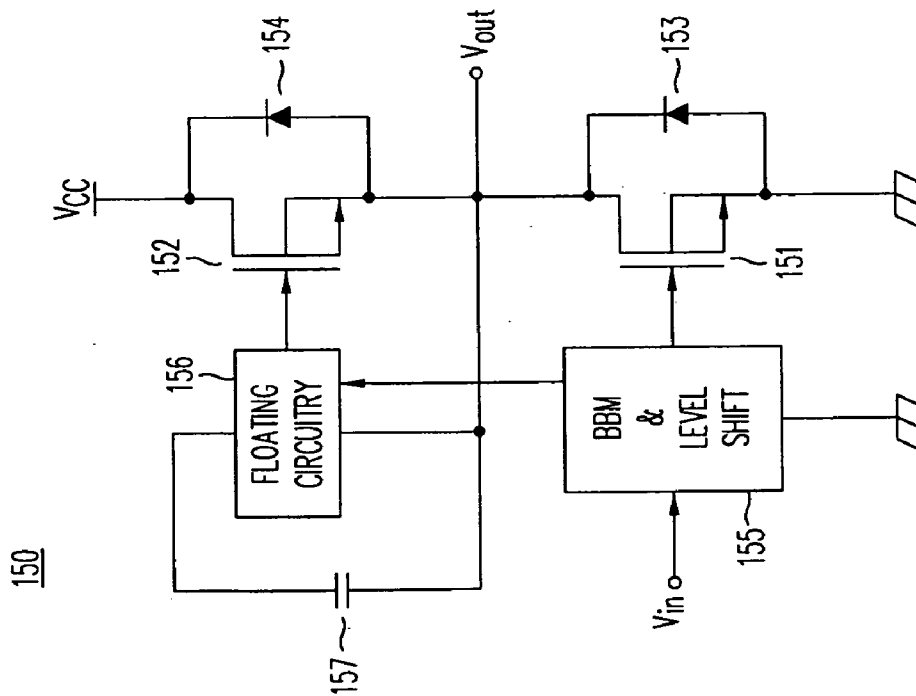 150
VCC
154
152
156
FLOATING
CIRCUITRY
157
Vout
153
151
BBM
&
LEVEL
SHIFT
155
Vin